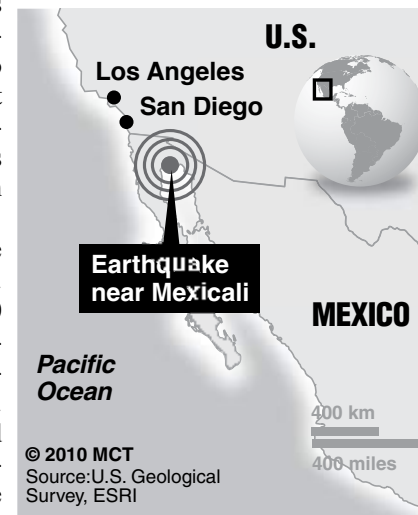 U.S.
Los Angeles
San Diego
Earthquake
near Mexicali
MEXICO
Pacific
Ocean
400 km
400 miles
© 2010 MCT
Source:U.S. Geological
Survey, ESRI